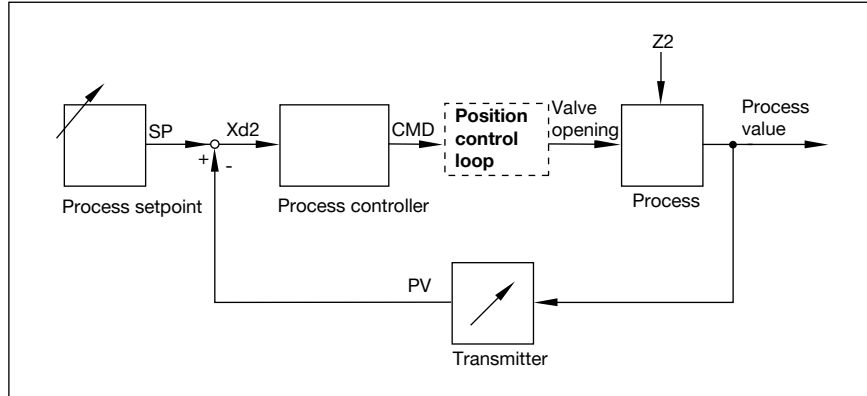 Z2
SP
Xd2
CMD
Position
control
loop
Valve
opening
Process
value
+
-
Process setpoint
Process controller
Process
PV
Transmitter